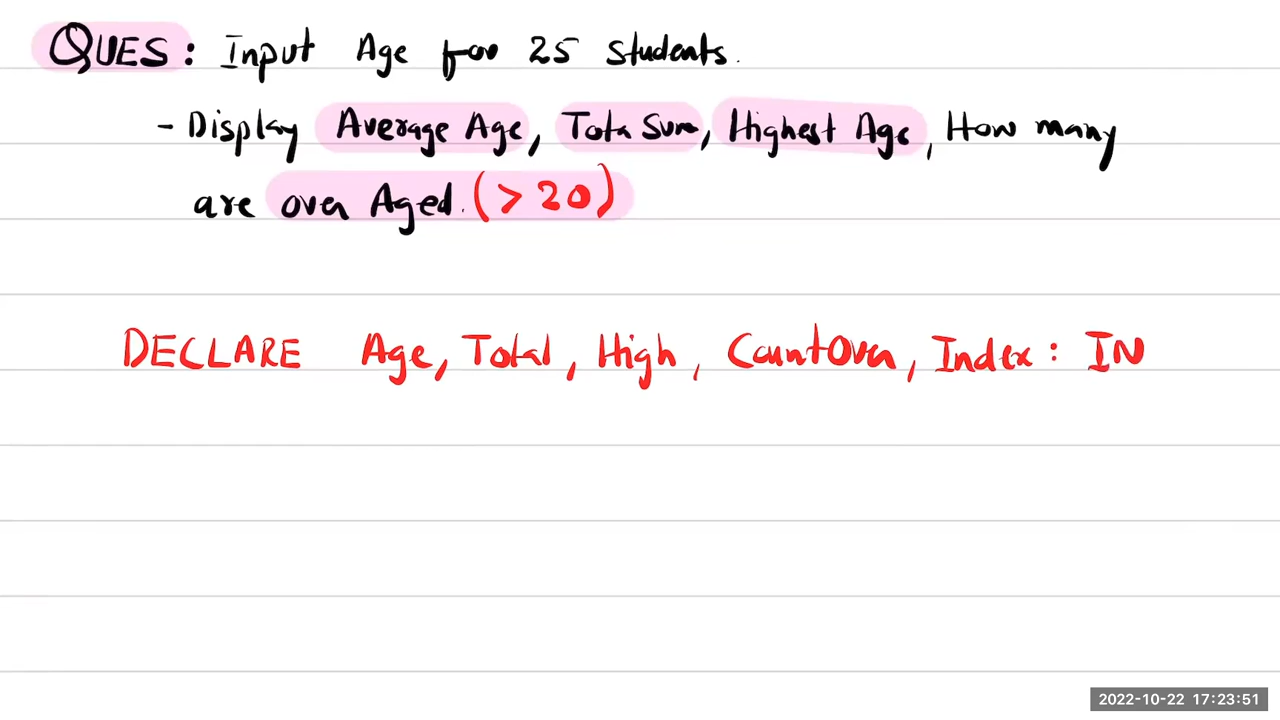 QUES: Input Age for 25 students.
- Display Average Age, Tota Sum, Highest Age, How many
are over Aged. (> 20)
DECLARE Age, Total, High, CountOver, Index: IN
2022-10-22 17:23:51